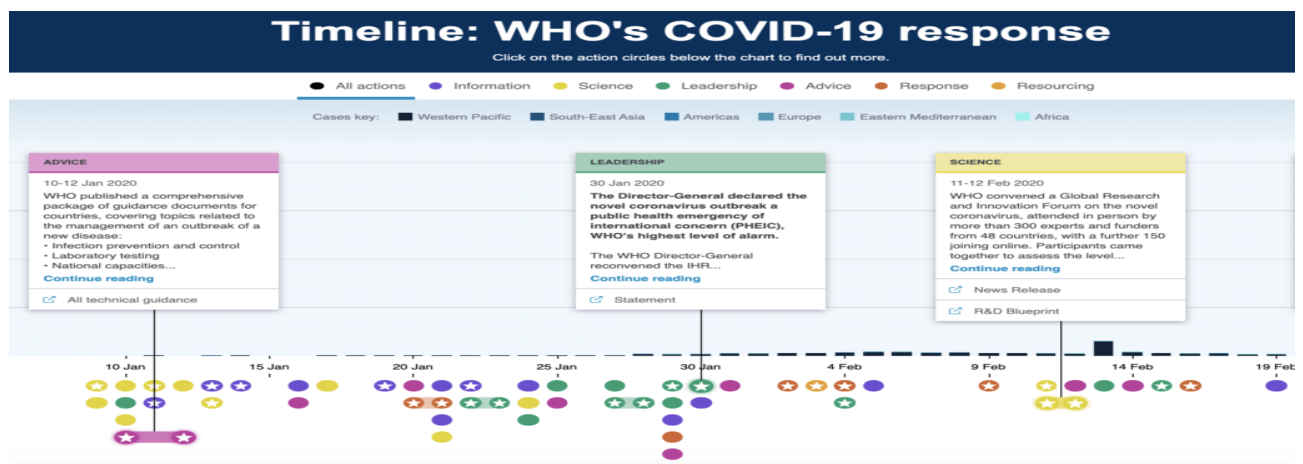 Timeline: WHO's COVID-19 response
Click on the action circles below the chart to find out more.
All actions Information Science Leadership Advice Response Resourcing
Cases key: Western Pacific South-East Asia Americas Europe Eastern Mediterranean Africa
ADVICE
10-12 Jan 2020
WHO published a comprehensive
package of guidance documents for
countries, covering topics related to
the management of an outbreak of a
new disease:
• Infection prevention and control
• Laboratory testing
• National capacities...
Continue reading
All technical guidance
LEADERSHIP
30 Jan 2020
The Director-General declared the
novel coronavirus outbreak a
public health emergency of
international concern (PHEIC),
WHO's highest level of alarm.
The WHO Director-General
reconvened the IHR...
Continue reading
Statement
SCIENCE
11-12 Feb 2020
WHO convened a Global Research
and Innovation Forum on the novel
coronavirus, attended in person by
more than 300 experts and funders
from 48 countries, with a further 150
joining online. Participants came
together to assess the level...
Continue reading
News Release
R&D Blueprint
10 Jan 15 Jan 20 Jan 25 Jan 30 Jan 4 Feb 9 Feb 14 Feb 19 Feb